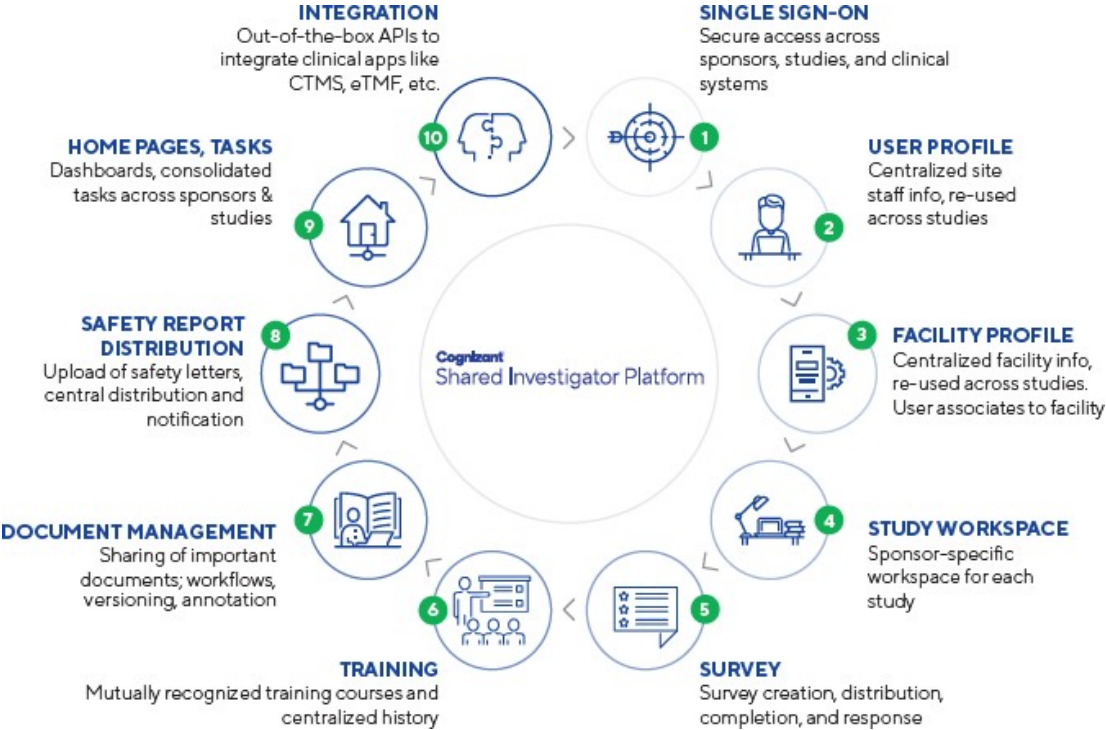 INTEGRATION
Out-of-the-box APIs to
integrate clinical apps like
CTMS, eTMF, etc.
10
SINGLE SIGN-ON
Secure access across
sponsors, studies, and clinical
systems
1
USER PROFILE
Centralized site
staff info, re-used
across studies
2
FACILITY PROFILE
Centralized facility info,
re-used across studies.
User associates to facility
3
STUDY WORKSPACE
Sponsor-specific
workspace for each
study
4
SURVEY
Survey creation, distribution,
completion, and response
5
TRAINING
Mutually recognized training courses and
centralized history
6
DOCUMENT MANAGEMENT
Sharing of important
documents; workflows,
versioning, annotation
7
SAFETY REPORT
DISTRIBUTION
Upload of safety letters,
central distribution and
notification
8
HOME PAGES, TASKS
Dashboards, consolidated
tasks across sponsors &
studies
9
Cognizant
Shared Investigator Platform